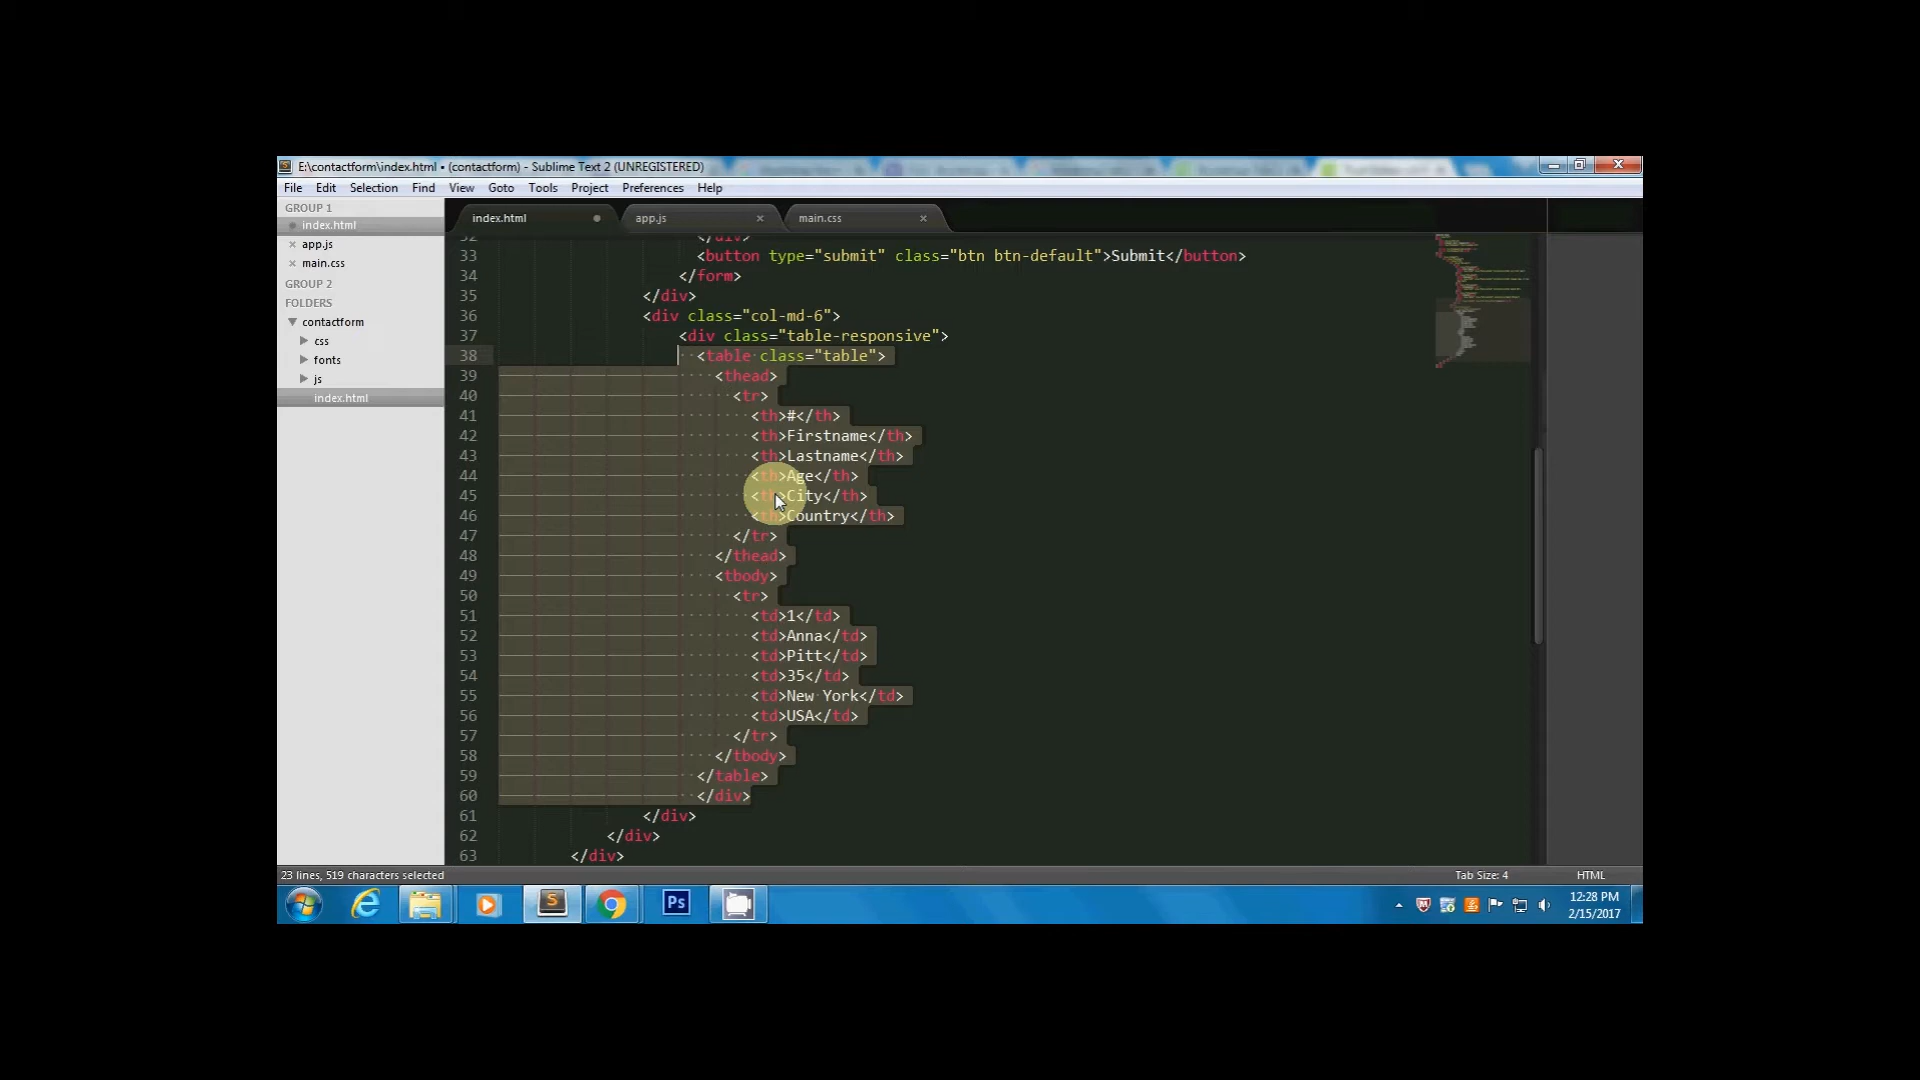 E:\contactform\index.html • (contactform) - Sublime Text 2 (UNREGISTERED)
File Edit Selection Find View Goto Tools Project Preferences Help
GROUP 1
index.html
app.js
main.css
GROUP 2
FOLDERS
contactform
css
fonts
js
index.html
index.html app.js main.css
32 </div>
33 <button type="submit" class="btn btn-default">Submit</button>
34 </form>
35 </div>
36 <div class="col-md-6">
37 <div class="table-responsive">
38 <table class="table">
39 <thead>
40 <tr>
41 <th>#</th>
42 <th>Firstname</th>
43 <th>Lastname</th>
44 <th>Age</th>
45 <th>City</th>
46 <th>Country</th>
47 </tr>
48 </thead>
49 <tbody>
50 <tr>
51 <td>1</td>
52 <td>Anna</td>
53 <td>Pitt</td>
54 <td>35</td>
55 <td>New York</td>
56 <td>USA</td>
57 </tr>
58 </tbody>
59 </table>
60 </div>
61 </div>
62 </div>
63 </div>
23 lines, 519 characters selected Tab Size: 4 HTML
S Ps 12:28 PM
2/15/2017